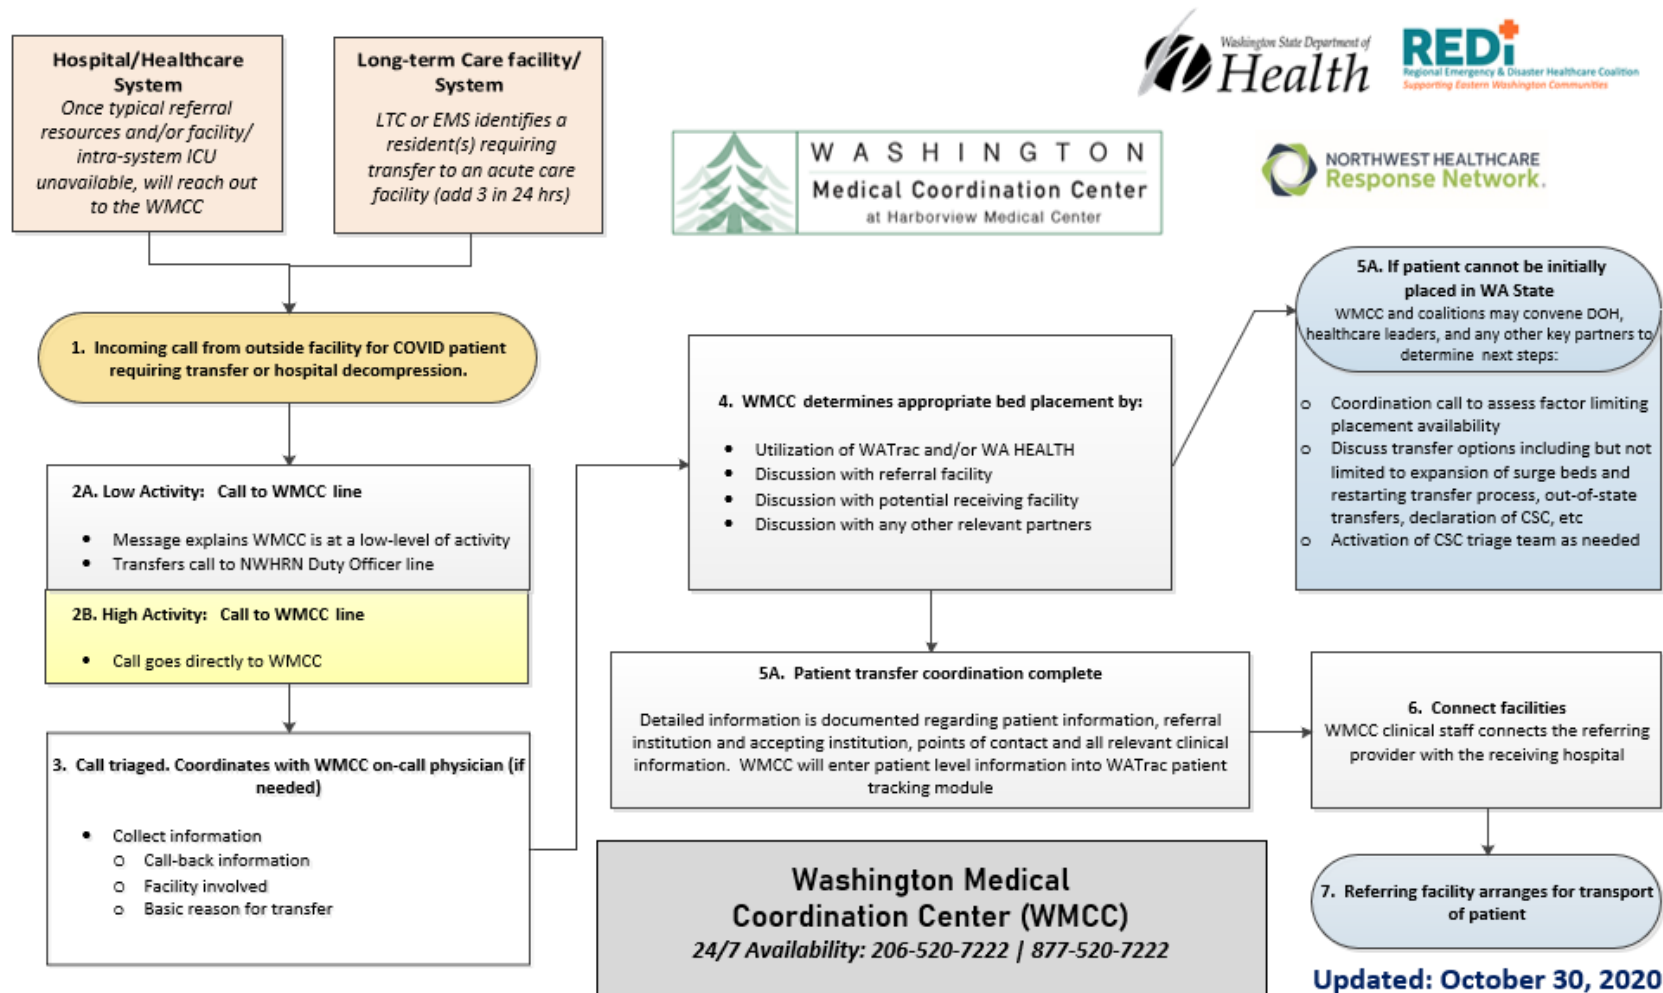 Hospital/Healthcare
System
Once typical referral
resources and/or facility/
intra-system ICU
unavailable, will reach out
to the WMCC
Long-term Care facility/
System
LTC or EMS identifies a
resident(s) requiring
transfer to an acute care
facility (add 3 in 24 hrs)
Washington State Department of
Health
REDi
Regional Emergency & Disaster Healthcare Coalition
Supporting Eastern Washington Communities
WASHINGTON
Medical Coordination Center
at Harborview Medical Center
NORTHWEST HEALTHCARE
Response Network.
1. Incoming call from outside facility for COVID patient
requiring transfer or hospital decompression.
2A. Low Activity: Call to WMCC line
• Message explains WMCC is at a low-level of activity
• Transfers call to NWHRN Duty Officer line
2B. High Activity: Call to WMCC line
• Call goes directly to WMCC
3. Call triaged. Coordinates with WMCC on-call physician (if
needed)
• Collect information
o Call-back information
o Facility involved
o Basic reason for transfer
4. WMCC determines appropriate bed placement by:
• Utilization of WATrac and/or WA HEALTH
• Discussion with referral facility
• Discussion with potential receiving facility
• Discussion with any other relevant partners
5A. If patient cannot be initially
placed in WA State
WMCC and coalitions may convene DOH,
healthcare leaders, and any other key partners to
determine next steps:
o Coordination call to assess factor limiting
placement availability
o Discuss transfer options including but not
limited to expansion of surge beds and
restarting transfer process, out-of-state
transfers, declaration of CSC, etc
o Activation of CSC triage team as needed
5A. Patient transfer coordination complete
Detailed information is documented regarding patient information, referral
institution and accepting institution, points of contact and all relevant clinical
information. WMCC will enter patient level information into WATrac patient
tracking module
6. Connect facilities
WMCC clinical staff connects the referring
provider with the receiving hospital
7. Referring facility arranges for transport
of patient
Washington Medical
Coordination Center (WMCC)
24/7 Availability: 206-520-7222 | 877-520-7222
Updated: October 30, 2020